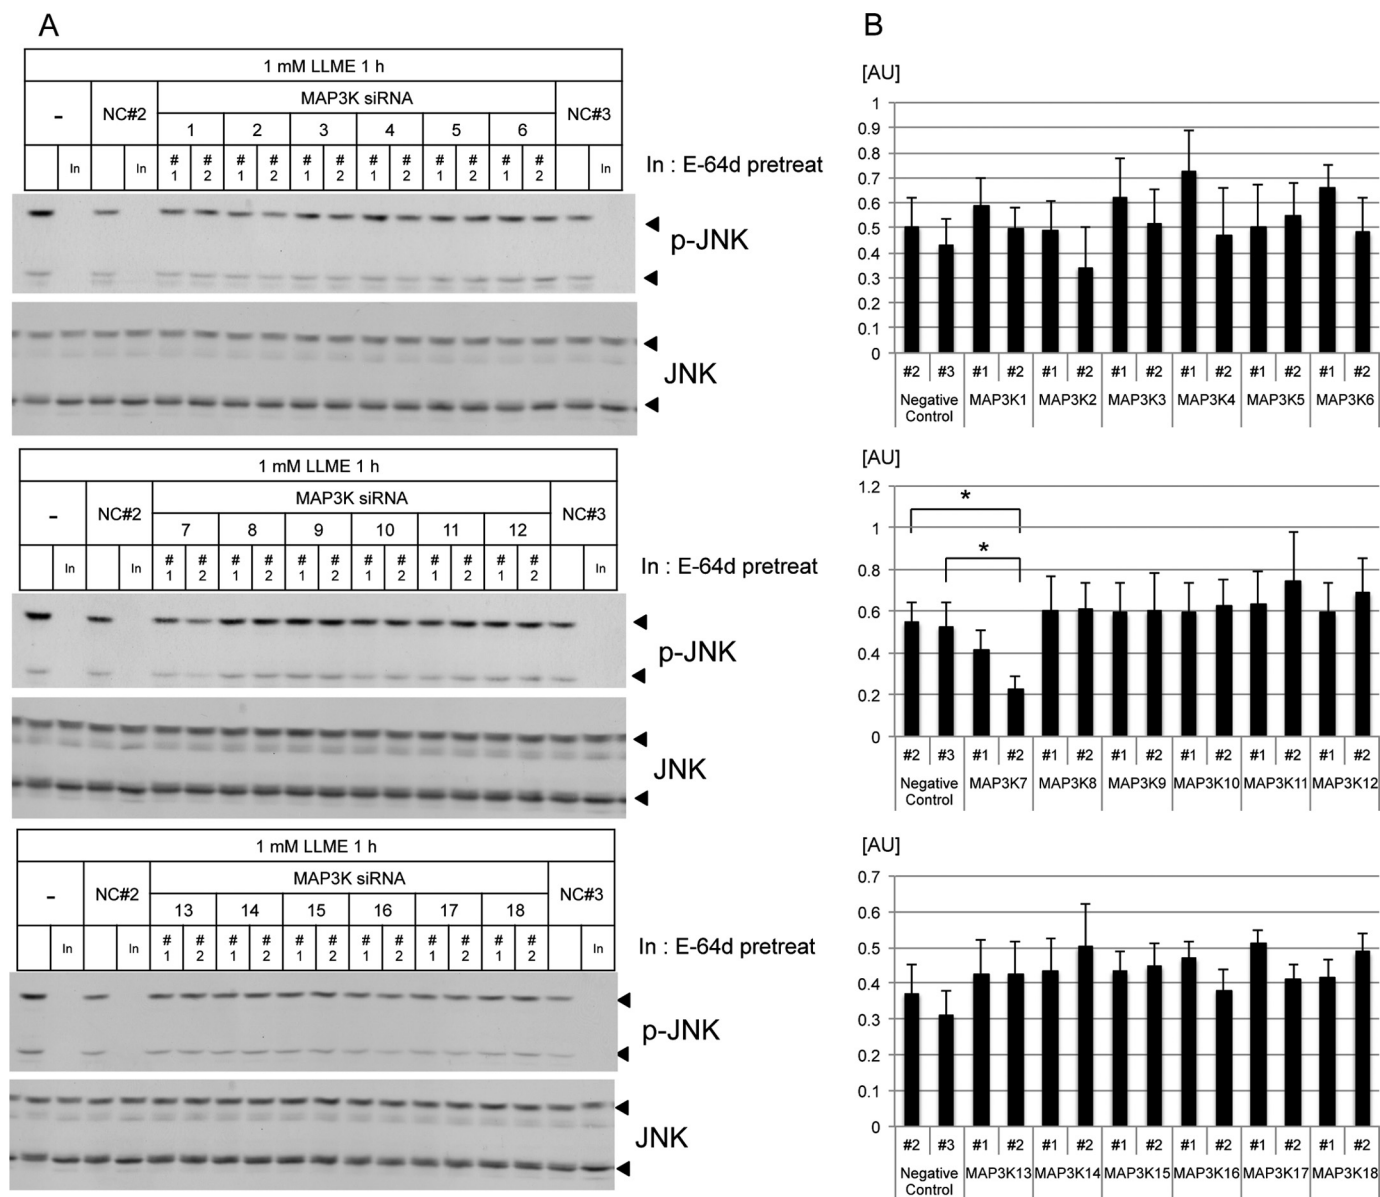 A
1 mM LLME 1 h
-
NC#2
MAP3K siRNA
NC#3
1 2 3 4 5 6
In In # 1 # 2 # 1 # 2 # 1 # 2 # 1 # 2 # 1 # 2 # 1 # 2 In
In : E-64d pretreat
p-JNK
JNK
1 mM LLME 1 h
-
NC#2
MAP3K siRNA
NC#3
7 8 9 10 11 12
In In # 1 # 2 # 1 # 2 # 1 # 2 # 1 # 2 # 1 # 2 # 1 # 2 In
In : E-64d pretreat
p-JNK
JNK
1 mM LLME 1 h
-
NC#2
MAP3K siRNA
NC#3
13 14 15 16 17 18
In In # 1 # 2 # 1 # 2 # 1 # 2 # 1 # 2 # 1 # 2 # 1 # 2 In
In : E-64d pretreat
p-JNK
JNK
B
[AU]
1
0.9
0.8
0.7
0.6
0.5
0.4
0.3
0.2
0.1
0
#2 #3 #1 #2 #1 #2 #1 #2 #1 #2 #1 #2 #1 #2
Negative Control MAP3K1 MAP3K2 MAP3K3 MAP3K4 MAP3K5 MAP3K6
[AU]
1.2
1
0.8
0.6
0.4
0.2
0
*
*
#2 #3 #1 #2 #1 #2 #1 #2 #1 #2 #1 #2 #1 #2
Negative Control MAP3K7 MAP3K8 MAP3K9 MAP3K10 MAP3K11 MAP3K12
[AU]
0.7
0.6
0.5
0.4
0.3
0.2
0.1
0
#2 #3 #1 #2 #1 #2 #1 #2 #1 #2 #1 #2 #1 #2
Negative Control MAP3K13 MAP3K14 MAP3K15 MAP3K16 MAP3K17 MAP3K18